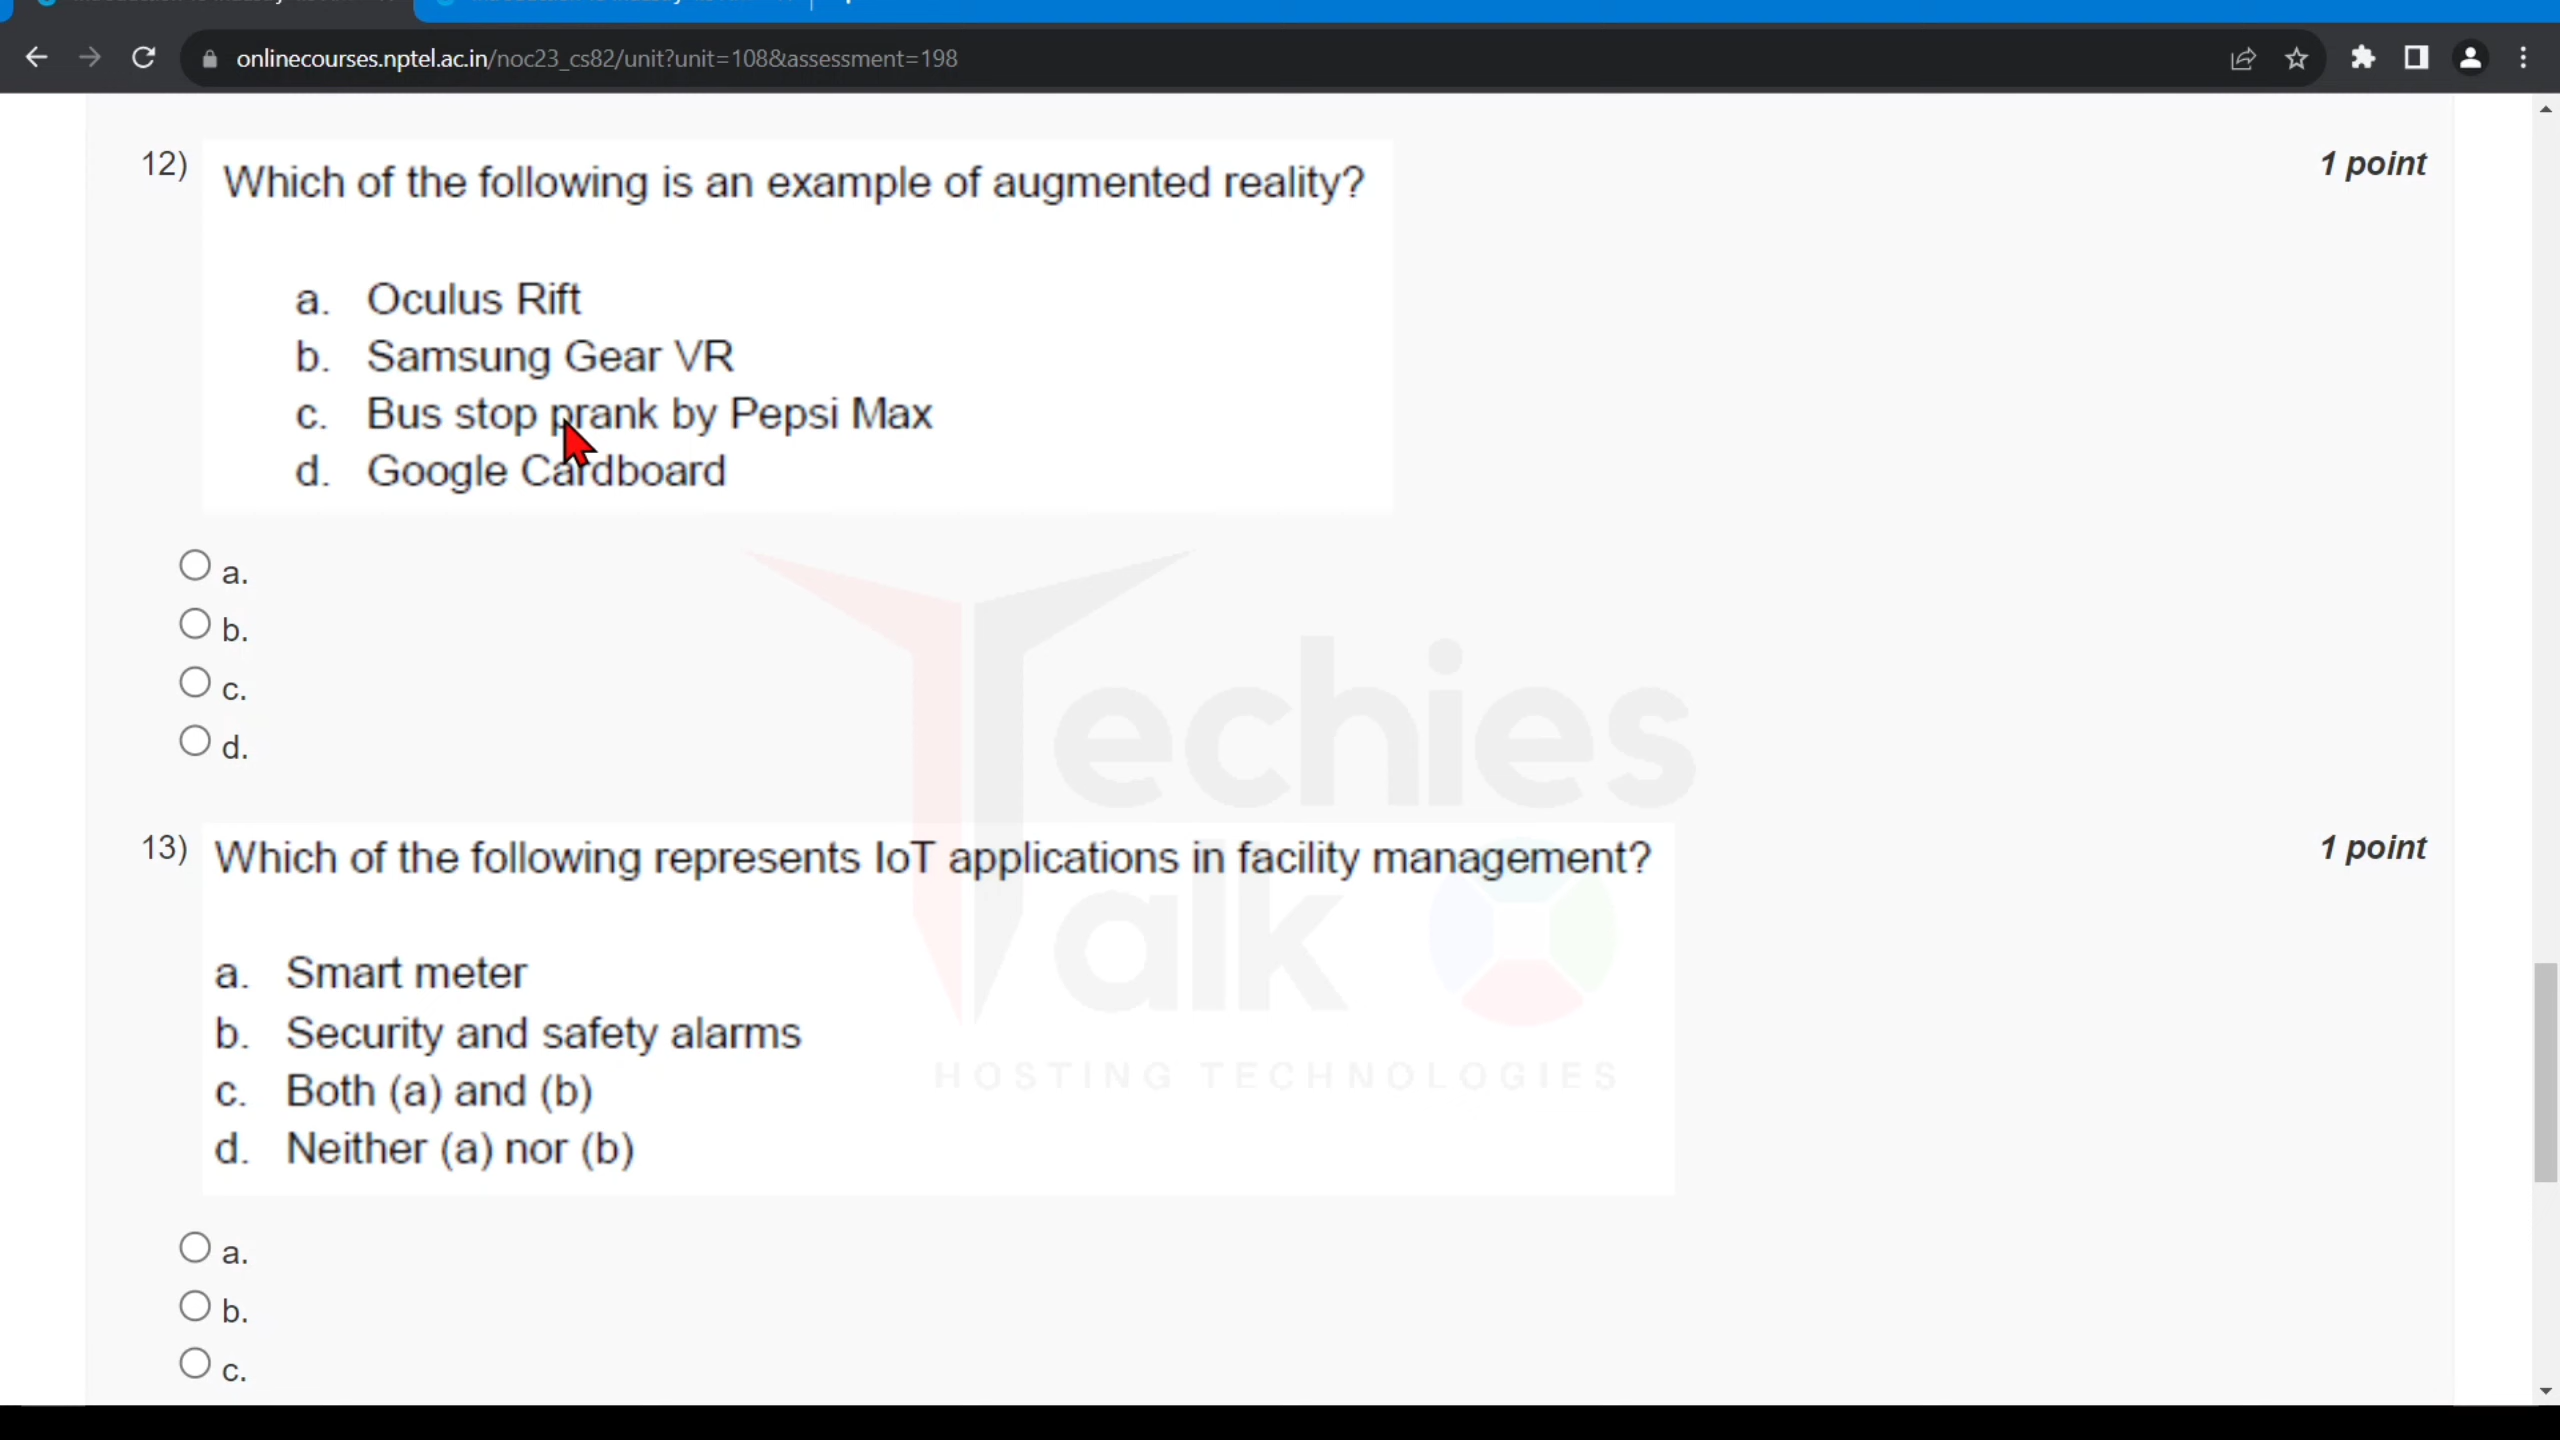 onlinecourses.nptel.ac.in/noc23_cs82/unit?unit=108&assessment=198
12) Which of the following is an example of augmented reality? 1 point
a. Oculus Rift
b. Samsung Gear VR
c. Bus stop prank by Pepsi Max
d. Google Cardboard
a.
b.
c.
d.
Techies
13) Which of the following represents IoT applications in facility management? 1 point
Talk
a. Smart meter
b. Security and safety alarms
HOSTING TECHNOLOGIES
c. Both (a) and (b)
d. Neither (a) nor (b)
a.
b.
c.